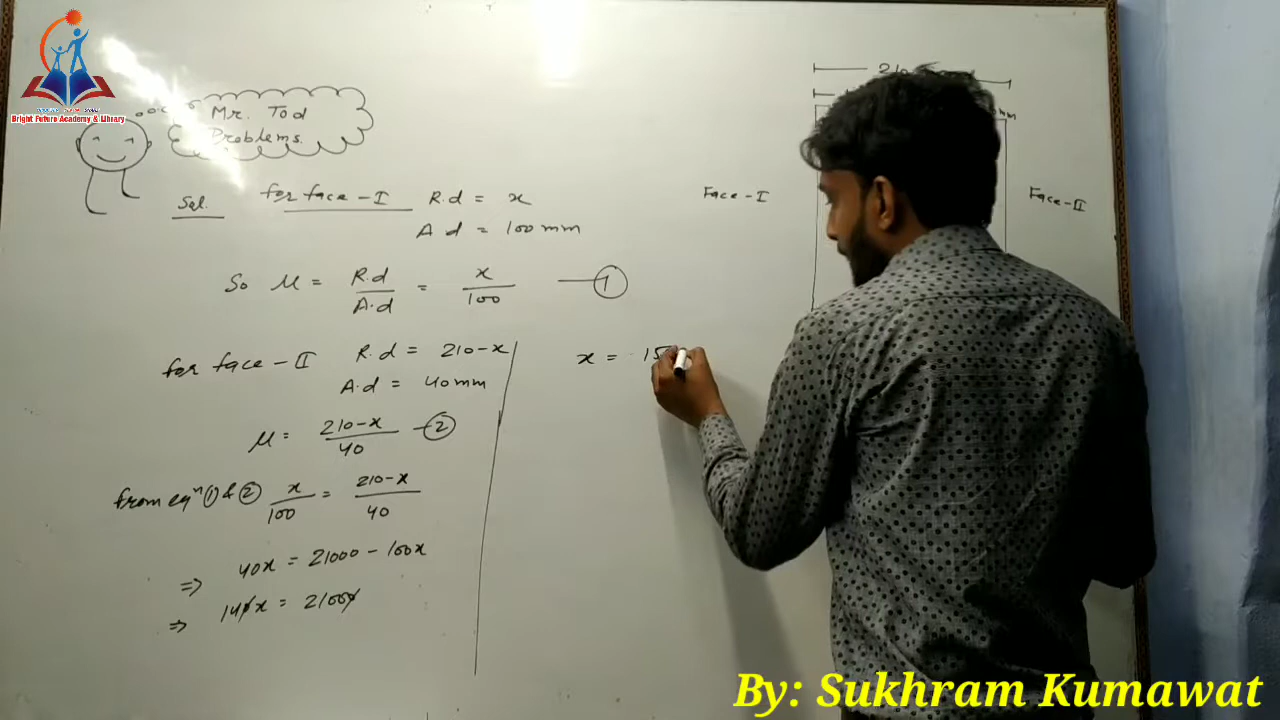 Bright Future Academy & Library
Mr. Tod
Problems.
Sol. for face - I R.d = x
A d = 100 mm
So μ = R.d / A.d = x / 100 — ①
for face - II R.d = 210-x
A.d = 40 mm
μ = 210-x / 40 — ②
from eqⁿ ① & ② x / 100 = 210-x / 40
⇒ 40x = 21000 - 100x
⇒ 140x = 21000
x = 15
Face - I
Face - II
By: Sukhram Kumawat